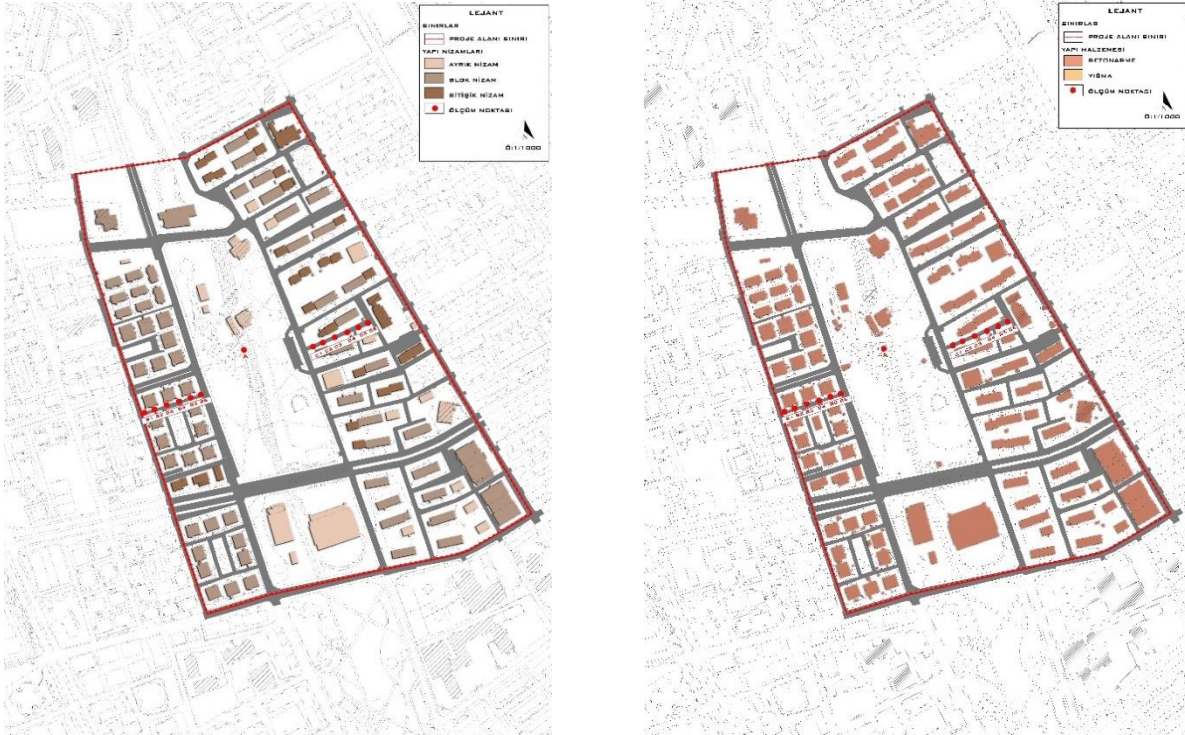 LEJANT
SINIRLAR
PROJE ALANI SINIRI
YAPI NİZAMLARI
AYRIK NİZAM
BLOK NİZAM
BİTİŞİK NİZAM
ÖLÇÜM NOKTASI
Ö:1/1000
LEJANT
SINIRLAR
PROJE ALANI SINIRI
YAPI MALZEMESİ
BETONARME
YIĞMA
ÖLÇÜM NOKTASI
Ö:1/1000